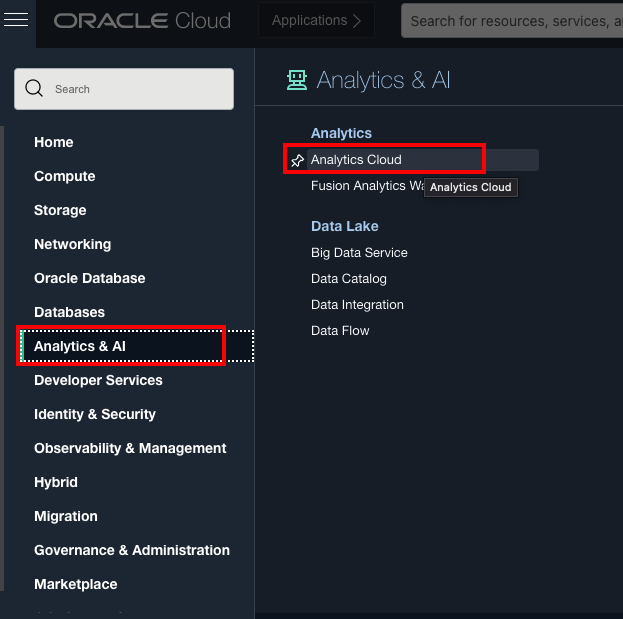 ORACLE Cloud
Applications
Search for resources, services, a
Search
Home
Compute
Storage
Networking
Oracle Database
Databases
Analytics & AI
Developer Services
Identity & Security
Observability & Management
Hybrid
Migration
Governance & Administration
Marketplace
Analytics & AI
Analytics
Analytics Cloud
Fusion Analytics Wa
Analytics Cloud
Data Lake
Big Data Service
Data Catalog
Data Integration
Data Flow